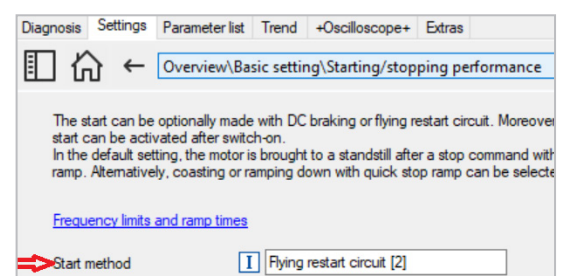 Diagnosis Settings Parameter list Trend +Oscilloscope+ Extras
Overview\Basic setting\Starting/stopping performance
The start can be optionally made with DC braking or flying restart circuit. Moreover
start can be activated after switch-on.
In the default setting, the motor is brought to a standstill after a stop command with
ramp. Alternatively, coasting or ramping down with quick stop ramp can be selecte
Frequency limits and ramp times
Start method I Flying restart circuit [2]